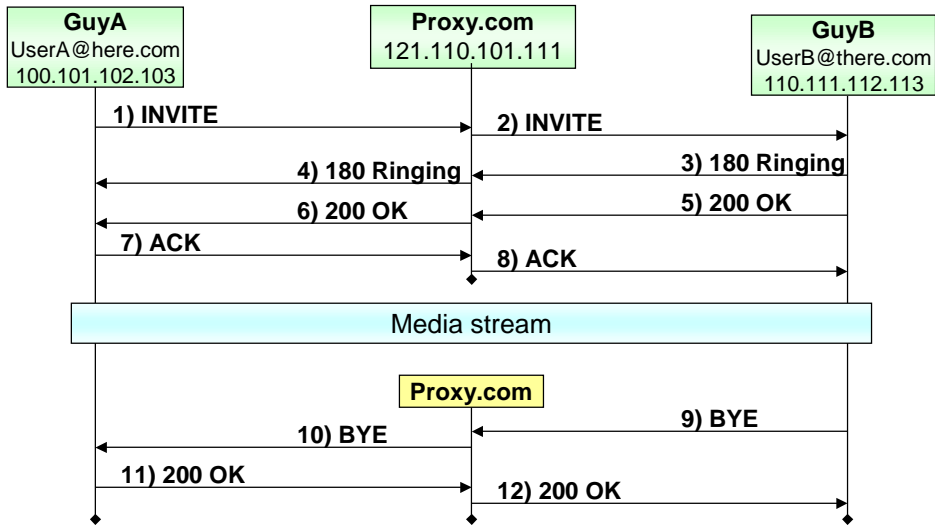 GuyA
UserA@here.com
100.101.102.103
Proxy.com
121.110.101.111
GuyB
UserB@there.com
110.111.112.113
1) INVITE
2) INVITE
3) 180 Ringing
4) 180 Ringing
5) 200 OK
6) 200 OK
7) ACK
8) ACK
Media stream
Proxy.com
9) BYE
10) BYE
11) 200 OK
12) 200 OK